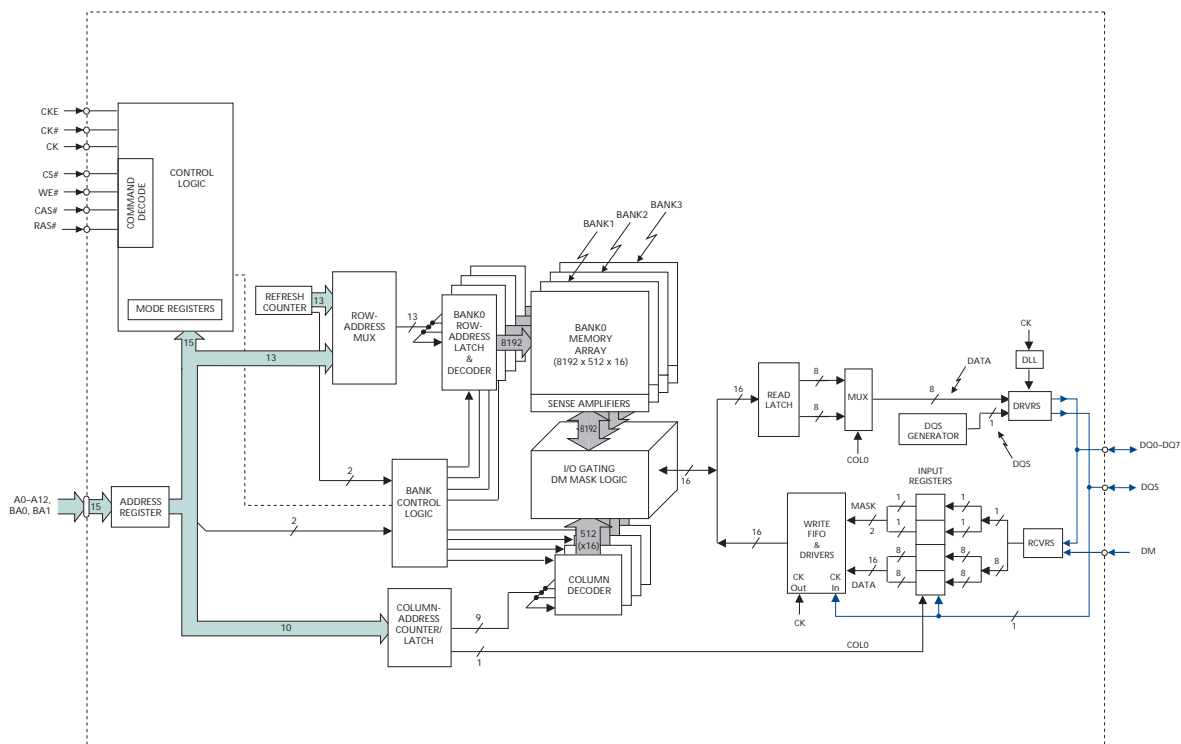 CKE
CK#
CK
CS#
WE#
CAS#
RAS#
COMMAND
DECODE
CONTROL
LOGIC
MODE REGISTERS
15
REFRESH
COUNTER
13
13
ROW-
ADDRESS
MUX
13
BANK0
ROW-
ADDRESS
LATCH
&
DECODER
8192
BANK1
BANK2
BANK3
BANK0
MEMORY
ARRAY
(8192 x 512 x 16)
SENSE AMPLIFIERS
8192
I/O GATING
DM MASK LOGIC
16
A0–A12,
BA0, BA1
15
ADDRESS
REGISTER
2
2
BANK
CONTROL
LOGIC
512
(x16)
COLUMN
DECODER
10
COLUMN-
ADDRESS
COUNTER/
LATCH
9
1
COL0
16
READ
LATCH
8
8
MUX
COL0
8
DATA
DQS
GENERATOR
1
DQS
CK
DLL
DRVRS
DQ0–DQ7
DQS
DM
16
WRITE
FIFO
&
DRIVERS
CK
Out
CK
In
CK
MASK
2
16
DATA
INPUT
REGISTERS
1
1
8
8
1
1
8
8
1
8
RCVRS
1